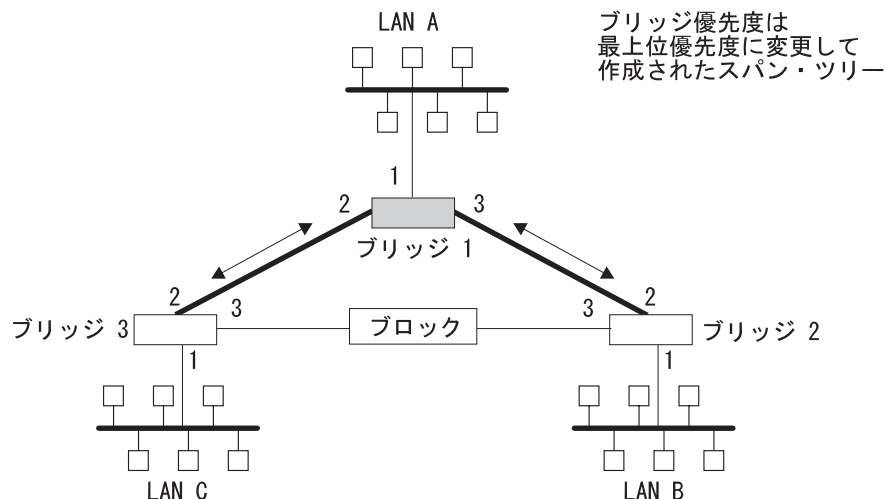 LAN A
ブリッジ優先度は
最上位優先度に変更して
作成されたスパン・ツリー
1
2
3
ブリッジ 1
2
3
3
2
ブリッジ 3
ブロック
ブリッジ 2
1
1
LAN C
LAN B